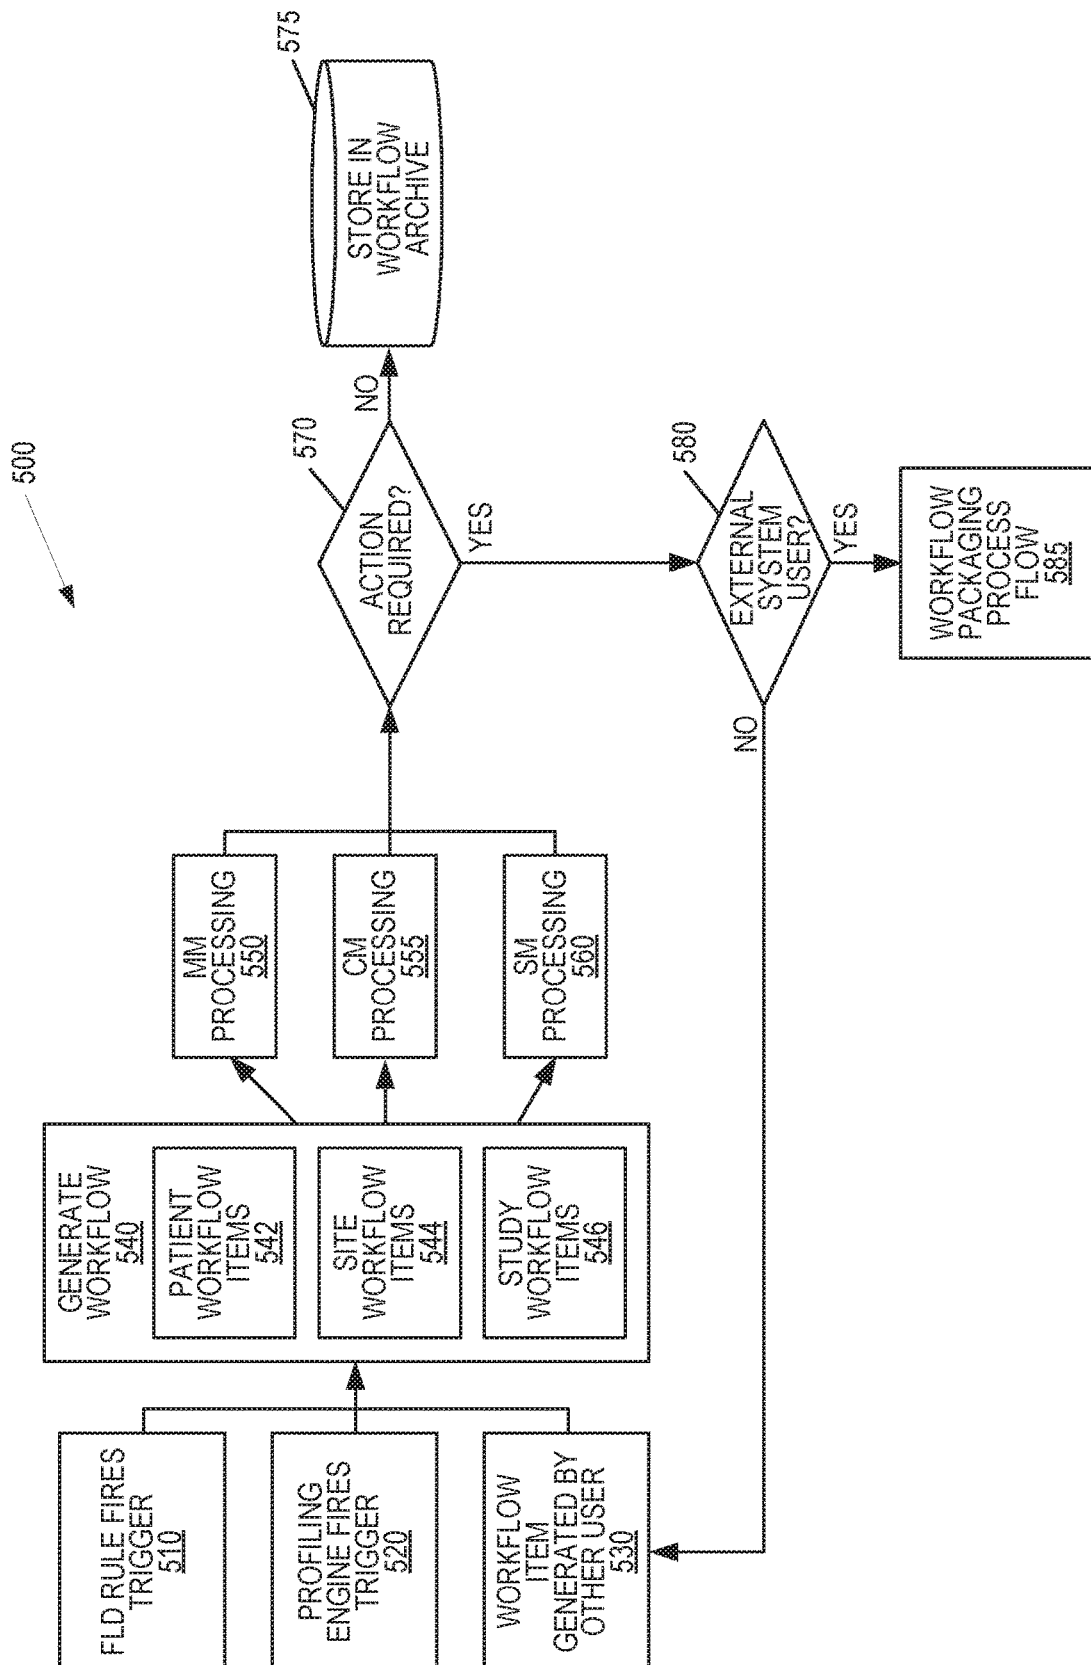 500
FLD RULE FIRES
TRIGGER
510
PROFILING
ENGINE FIRES
TRIGGER
520
WORKFLOW
ITEM
GENERATED BY
OTHER USER
530
GENERATE
WORKFLOW
540
PATIENT
WORKFLOW
ITEMS
542
SITE
WORKFLOW
ITEMS
544
STUDY
WORKFLOW
ITEMS
546
MM
PROCESSING
550
CM
PROCESSING
555
SM
PROCESSING
560
ACTION
REQUIRED?
570
NO
YES
STORE IN
WORKFLOW
ARCHIVE
575
EXTERNAL
SYSTEM
USER?
580
NO
YES
WORKFLOW
PACKAGING
PROCESS
FLOW
585